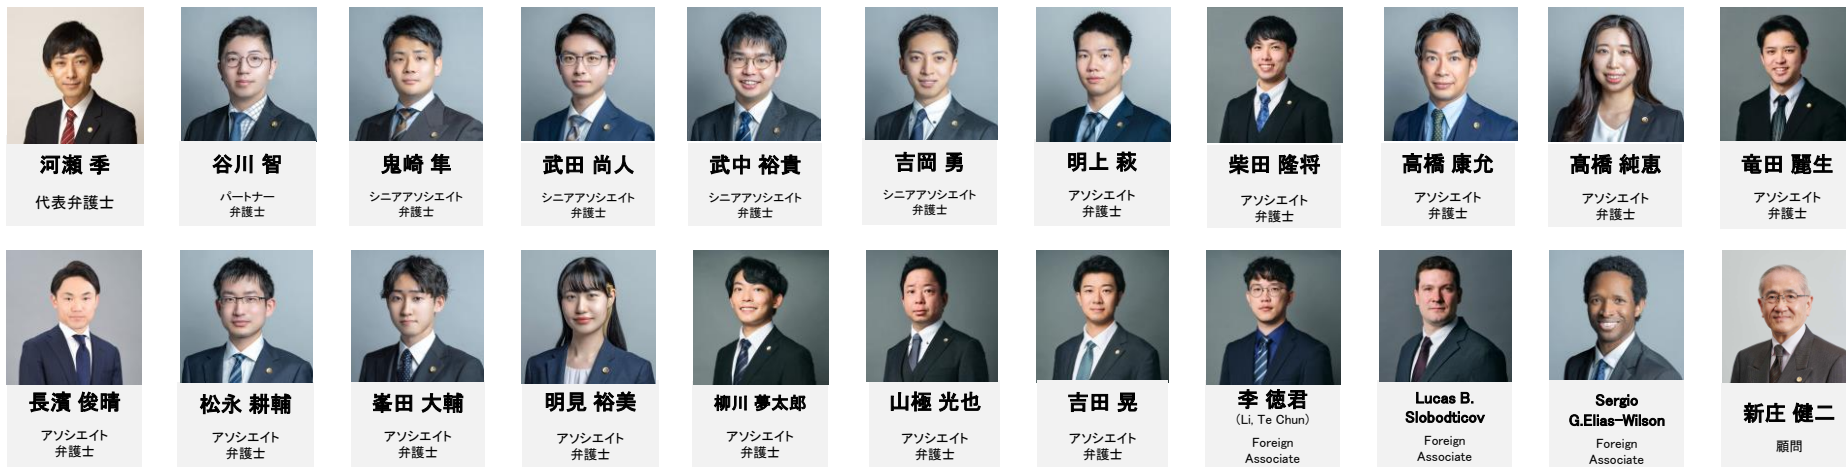 河瀬 季
代表弁護士
谷川 智
パートナー
弁護士
鬼崎 隼
シニアアソシエイト
弁護士
武田 尚人
シニアアソシエイト
弁護士
武中 裕貴
シニアアソシエイト
弁護士
吉岡 勇
シニアアソシエイト
弁護士
明上 萩
アソシエイト
弁護士
柴田 隆将
アソシエイト
弁護士
高橋 康允
アソシエイト
弁護士
高橋 純恵
アソシエイト
弁護士
竜田 麗生
アソシエイト
弁護士
長濱 俊晴
アソシエイト
弁護士
松永 耕輔
アソシエイト
弁護士
峯田 大輔
アソシエイト
弁護士
明見 裕美
アソシエイト
弁護士
柳川 夢太郎
アソシエイト
弁護士
山極 光也
アソシエイト
弁護士
吉田 晃
アソシエイト
弁護士
李 徳君
(Li, Te Chun)
Foreign
Associate
Lucas B.
Slobodticov
Foreign
Associate
Sergio
G.Elias-Wilson
Foreign
Associate
新庄 健二
顧問